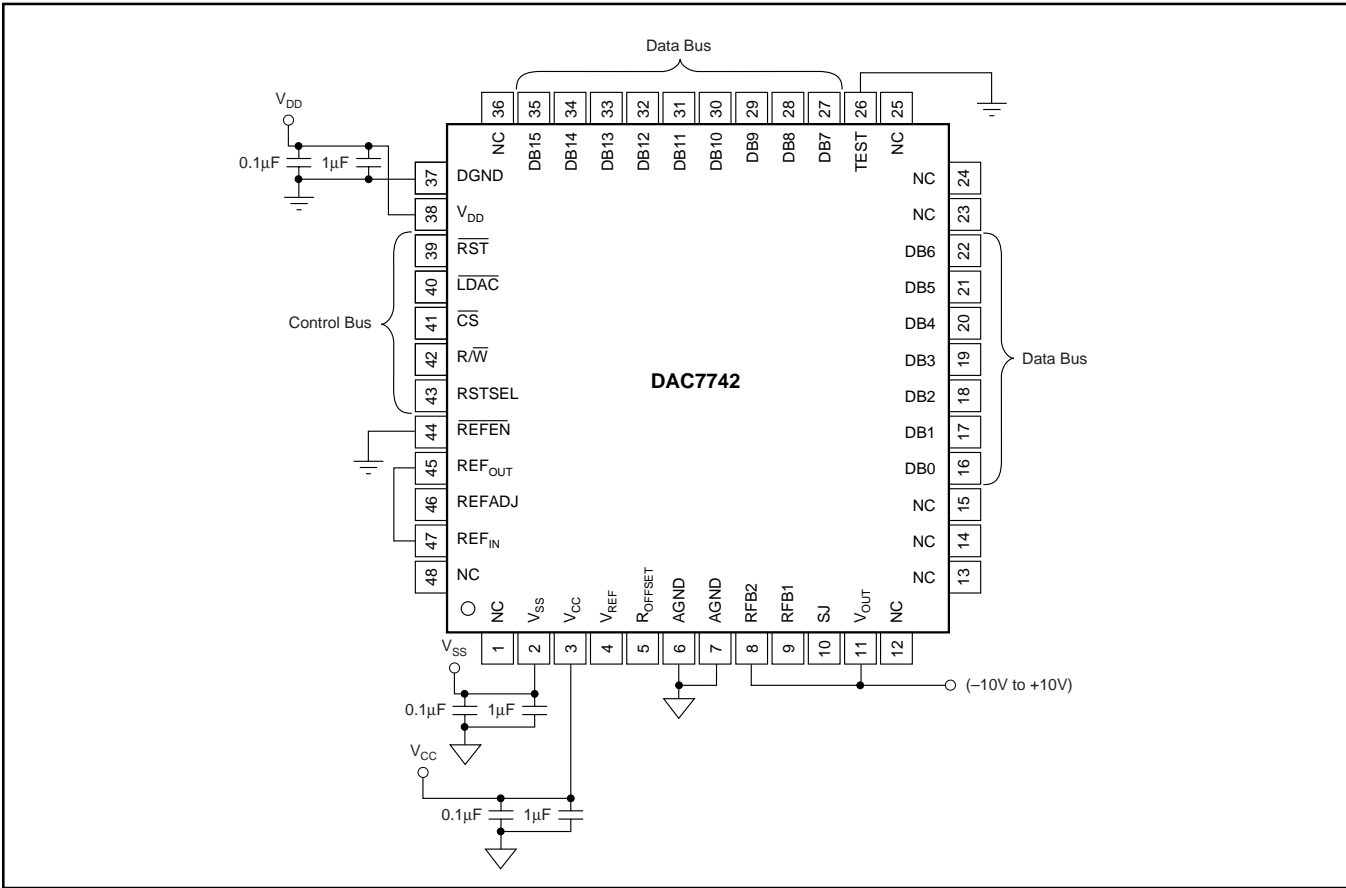 Data Bus
V_DD
0.1μF 1μF
36 35 34 33 32 31 30 29 28 27 26 25
NC DB15 DB14 DB13 DB12 DB11 DB10 DB9 DB8 DB7 TEST NC
37 DGND
38 V_DD
39 R̅S̅T̅
40 L̅D̅A̅C̅
41 C̅S̅
42 R/W̅
43 RSTSEL
44 R̅E̅F̅E̅N̅
45 REF_OUT
46 REFADJ
47 REF_IN
48 NC
Control Bus
DAC7742
NC 24
NC 23
DB6 22
DB5 21
DB4 20
DB3 19
DB2 18
DB1 17
DB0 16
NC 15
NC 14
NC 13
Data Bus
NC V_SS V_CC V_REF R_OFFSET AGND AGND RFB2 RFB1 SJ V_OUT NC
1 2 3 4 5 6 7 8 9 10 11 12
V_SS
0.1μF 1μF
(–10V to +10V)
V_CC
0.1μF 1μF